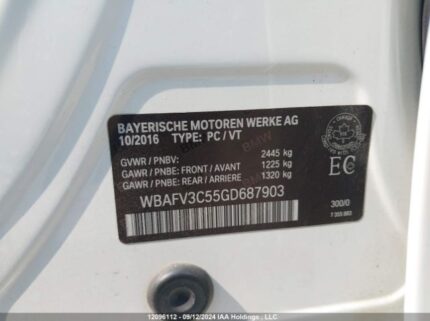 BAYERISCHE MOTOREN WERKE AG
10/2016 TYPE: PC/VT
GVWR / PNBV: 2445 kg
GAWR / PNBE: FRONT / AVANT 1225 kg
GAWR / PNBE: REAR / ARRIERE 1320 kg
EC
WBAFV3C55GD687903
300/0
BMW
12096112 - 09/12/2024 - IAA Holdings, LLC